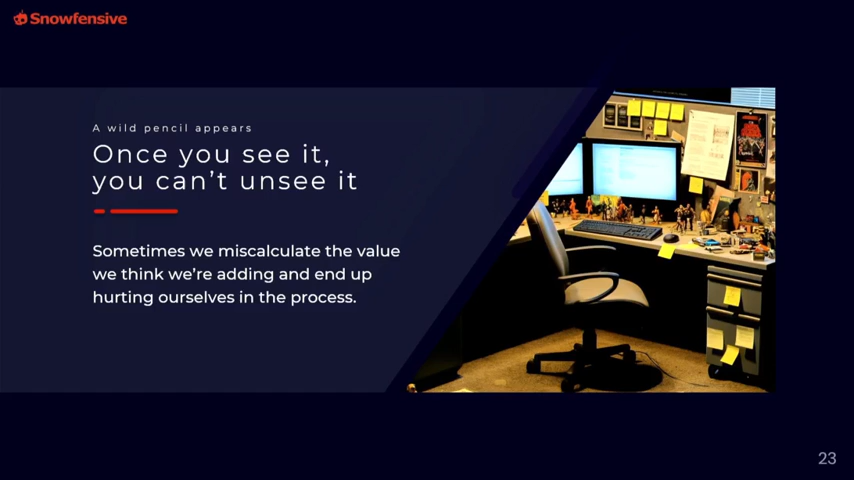 Snowfensive
A wild pencil appears
Once you see it,
you can't unsee it
Sometimes we miscalculate the value
we think we're adding and end up
hurting ourselves in the process.
23